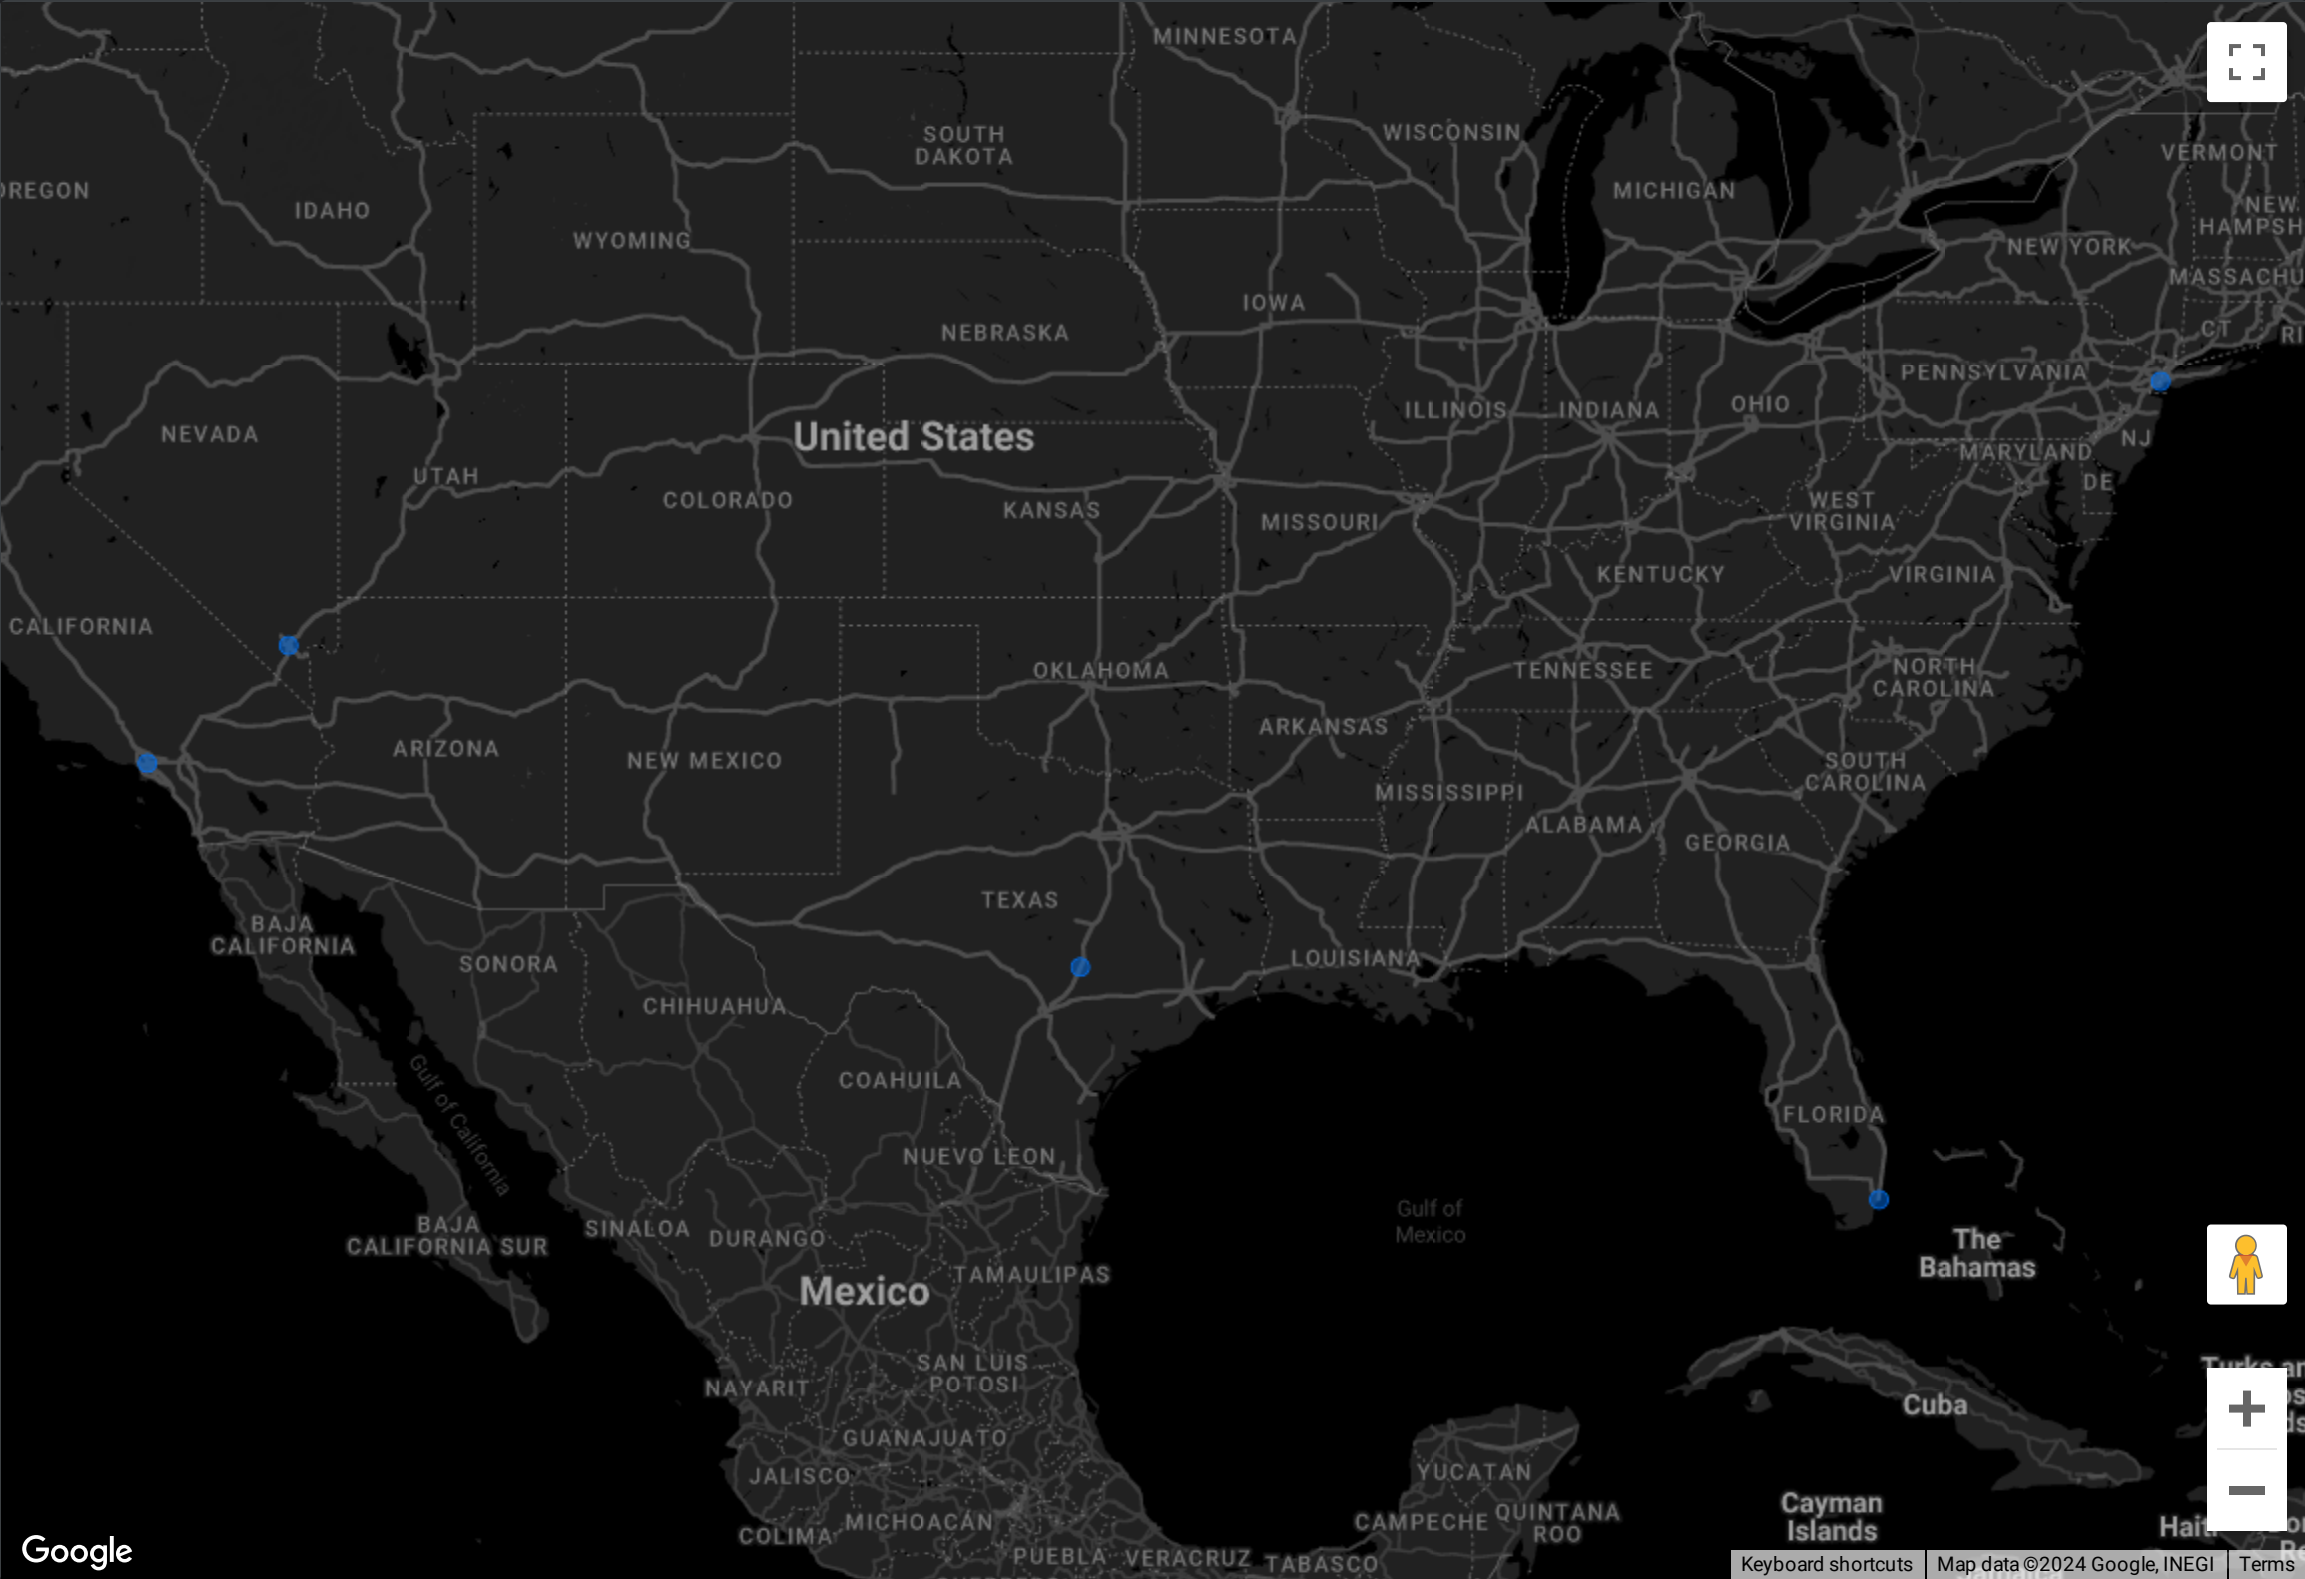 MINNESOTA
SOUTH
DAKOTA
WISCONSIN
VERMONT
MICHIGAN
OREGON
IDAHO
NEW
HAMPSH
WYOMING
NEW YORK
MASSACHU
IOWA
NEBRASKA
CT
RI
PENNSYLVANIA
ILLINOIS
INDIANA
OHIO
NEVADA
United States
NJ
MARYLAND
UTAH
DE
COLORADO
KANSAS
MISSOURI
WEST
VIRGINIA
KENTUCKY
VIRGINIA
CALIFORNIA
OKLAHOMA
TENNESSEE
NORTH
CAROLINA
ARKANSAS
ARIZONA
NEW MEXICO
SOUTH
CAROLINA
MISSISSIPPI
ALABAMA
GEORGIA
TEXAS
BAJA
CALIFORNIA
LOUISIANA
SONORA
CHIHUAHUA
COAHUILA
Gulf of California
FLORIDA
NUEVO LEON
Gulf of
Mexico
BAJA
CALIFORNIA SUR
SINALOA
DURANGO
The
Bahamas
TAMAULIPAS
Mexico
SAN LUIS
POTOSI
NAYARIT
Cuba
GUANAJUATO
JALISCO
YUCATAN
Cayman
Islands
QUINTANA
ROO
CAMPECHE
MICHOACÁN
COLIMA
Haiti
PUEBLA
VERACRUZ
TABASCO
Google
Keyboard shortcuts
Map data ©2024 Google, INEGI
Terms